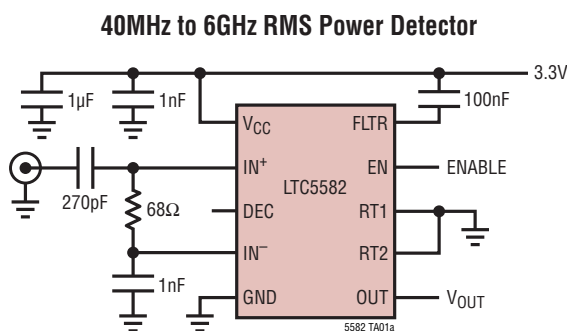 40MHz to 6GHz RMS Power Detector
3.3V
1µF
1nF
100nF
VCC
FLTR
IN+
EN
ENABLE
LTC5582
270pF
68Ω
DEC
RT1
IN–
RT2
1nF
GND
OUT
VOUT
5582 TA01a